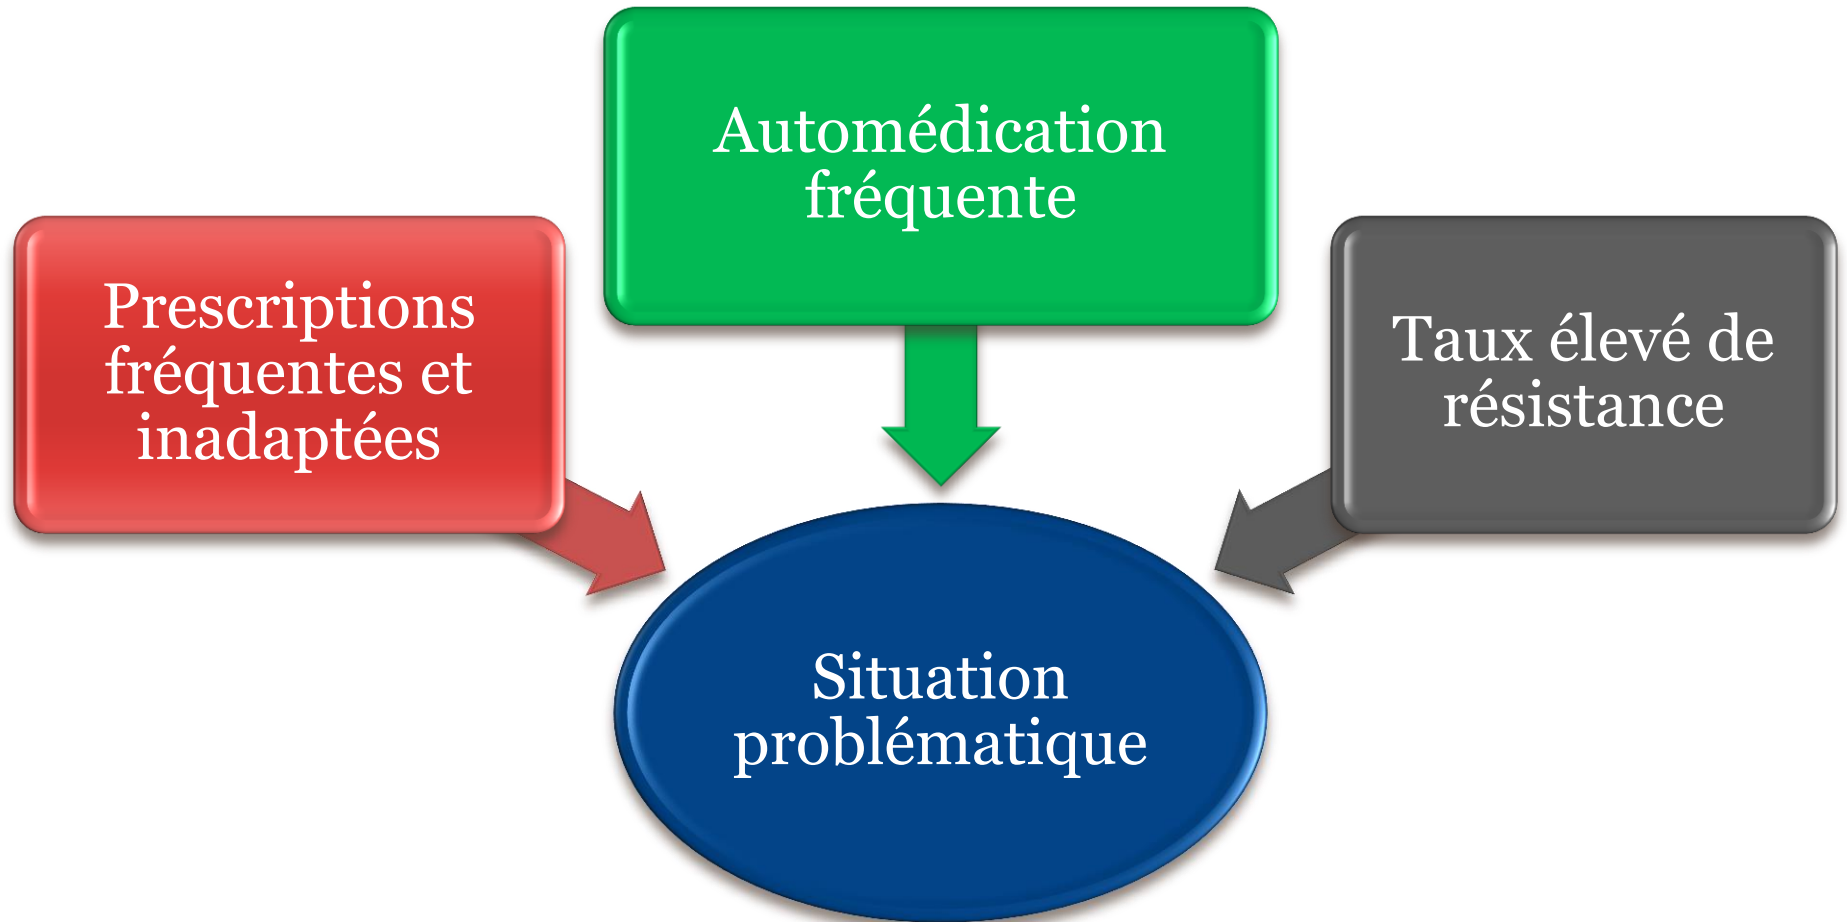 Automédication
fréquente
Prescriptions
fréquentes et
inadaptées
Taux élevé de
résistance
Situation
problématique